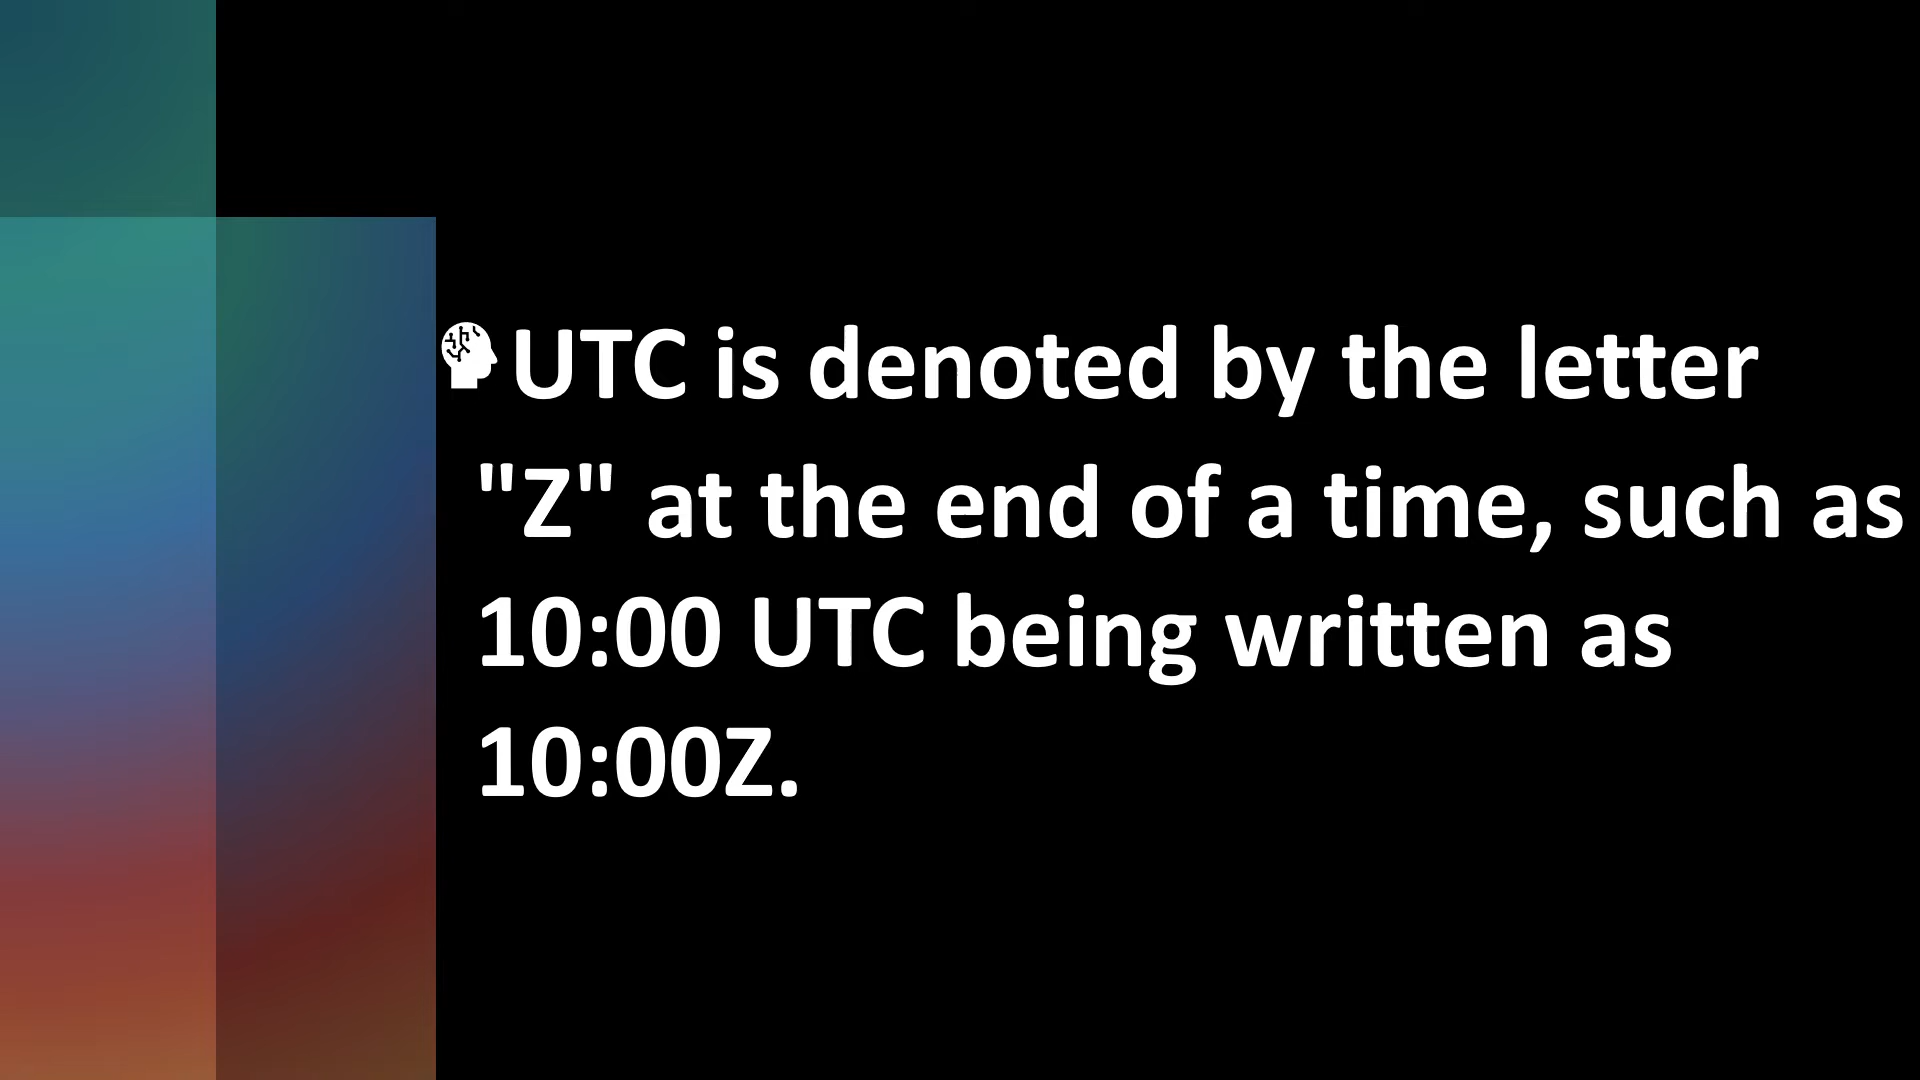 UTC is denoted by the letter
"Z" at the end of a time, such as
10:00 UTC being written as
10:00Z.